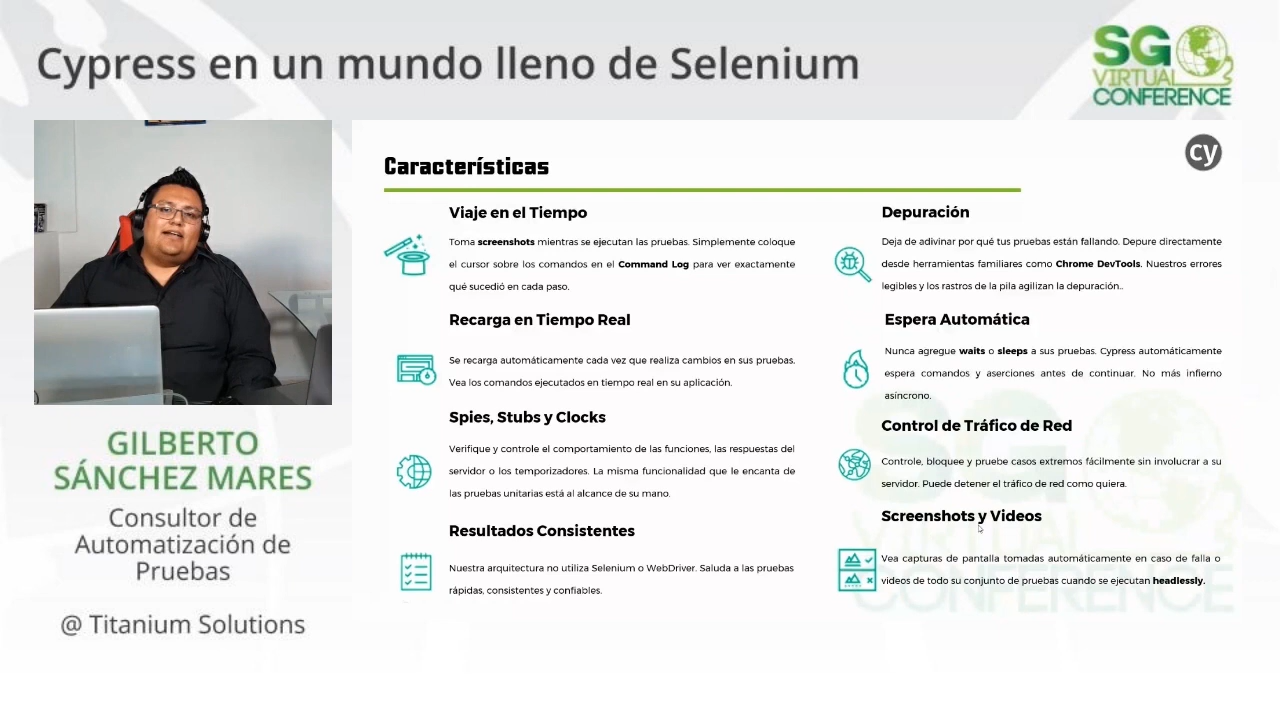 Cypress en un mundo lleno de Selenium
SG
VIRTUAL
CONFERENCE
GILBERTO
SÁNCHEZ MARES
Consultor de
Automatización de
Pruebas
@ Titanium Solutions
cy
Características
Viaje en el Tiempo
Toma screenshots mientras se ejecutan las pruebas. Simplemente coloque
el cursor sobre los comandos en el Command Log para ver exactamente
qué sucedió en cada paso.
Recarga en Tiempo Real
Se recarga automáticamente cada vez que realiza cambios en sus pruebas.
Vea los comandos ejecutados en tiempo real en su aplicación.
Spies, Stubs y Clocks
Verifique y controle el comportamiento de las funciones, las respuestas del
servidor o los temporizadores. La misma funcionalidad que le encanta de
las pruebas unitarias está al alcance de su mano.
Resultados Consistentes
Nuestra arquitectura no utiliza Selenium o WebDriver. Saluda a las pruebas
rápidas, consistentes y confiables.
Depuración
Deja de adivinar por qué tus pruebas están fallando. Depure directamente
desde herramientas familiares como Chrome DevTools. Nuestros errores
legibles y los rastros de la pila agilizan la depuración..
Espera Automática
Nunca agregue waits o sleeps a sus pruebas. Cypress automáticamente
espera comandos y aserciones antes de continuar. No más infierno
asíncrono.
Control de Tráfico de Red
Controle, bloquee y pruebe casos extremos fácilmente sin involucrar a su
servidor. Puede detener el tráfico de red como quiera.
Screenshots y Videos
Vea capturas de pantalla tomadas automáticamente en caso de falla o
videos de todo su conjunto de pruebas cuando se ejecutan headlessly.
SG
VIRTUAL
CONFERENCE